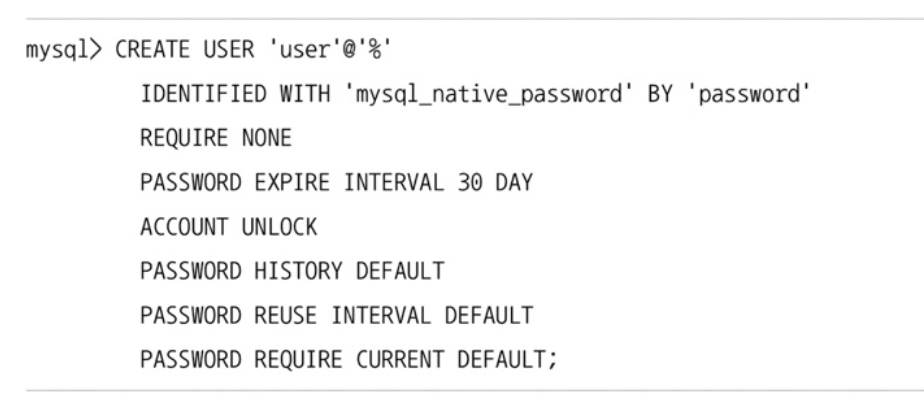 mysql> CREATE USER 'user'@'%'
IDENTIFIED WITH 'mysql_native_password' BY 'password'
REQUIRE NONE
PASSWORD EXPIRE INTERVAL 30 DAY
ACCOUNT UNLOCK
PASSWORD HISTORY DEFAULT
PASSWORD REUSE INTERVAL DEFAULT
PASSWORD REQUIRE CURRENT DEFAULT;